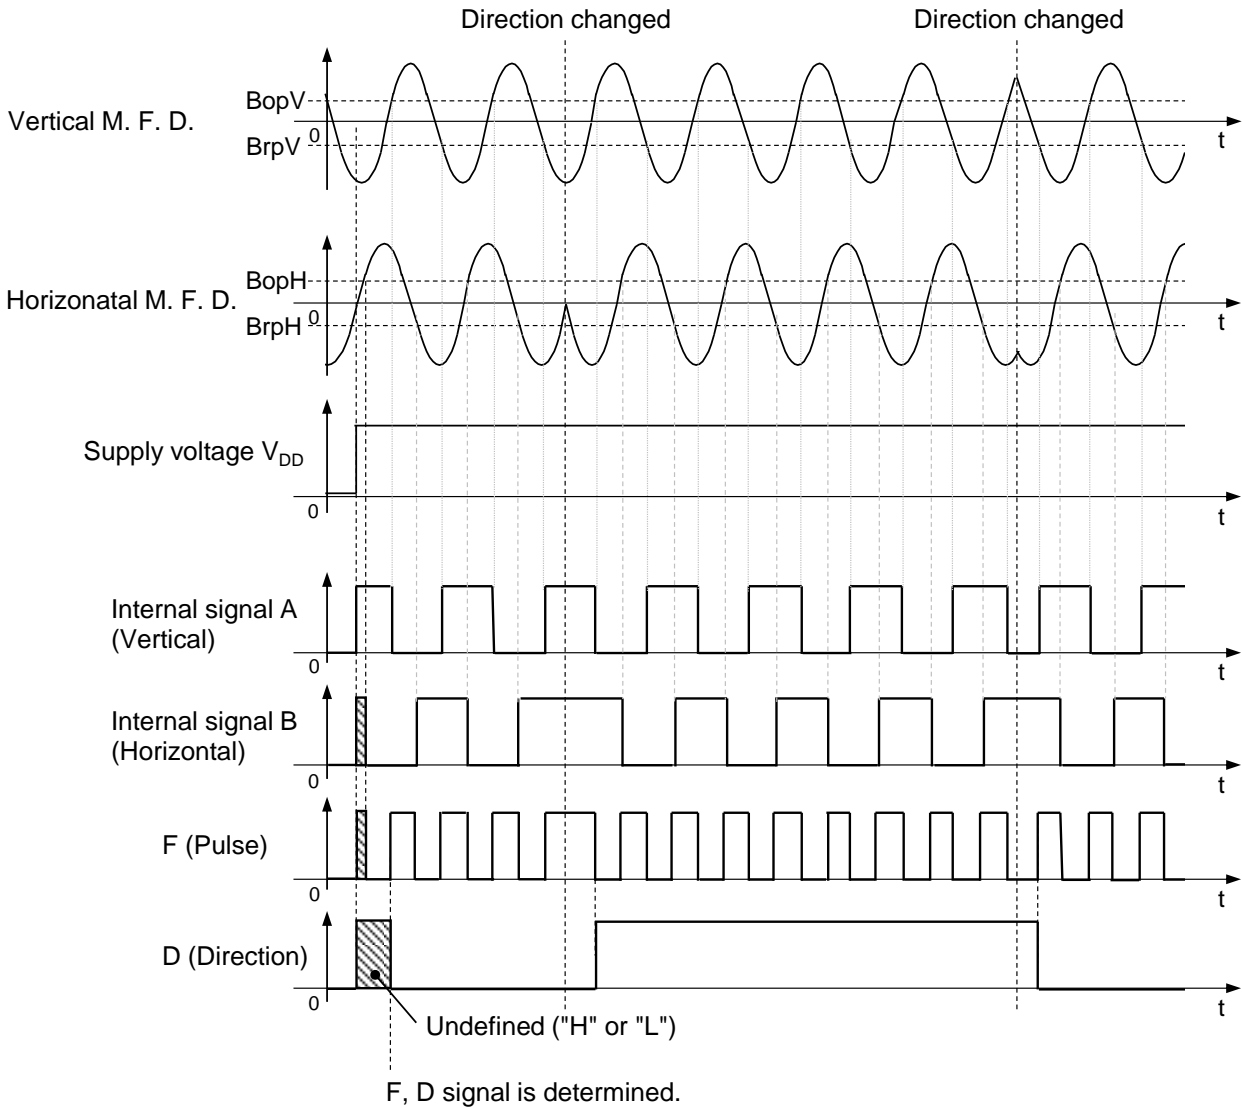 Direction changed
Direction changed
BopV
Vertical M. F. D.
0
BrpV
t
BopH
Horizonatal M. F. D.
0
BrpH
t
Supply voltage VDD
0
t
Internal signal A
(Vertical)
0
t
Internal signal B
(Horizontal)
0
t
F (Pulse)
0
t
D (Direction)
0
t
Undefined ("H" or "L")
F, D signal is determined.